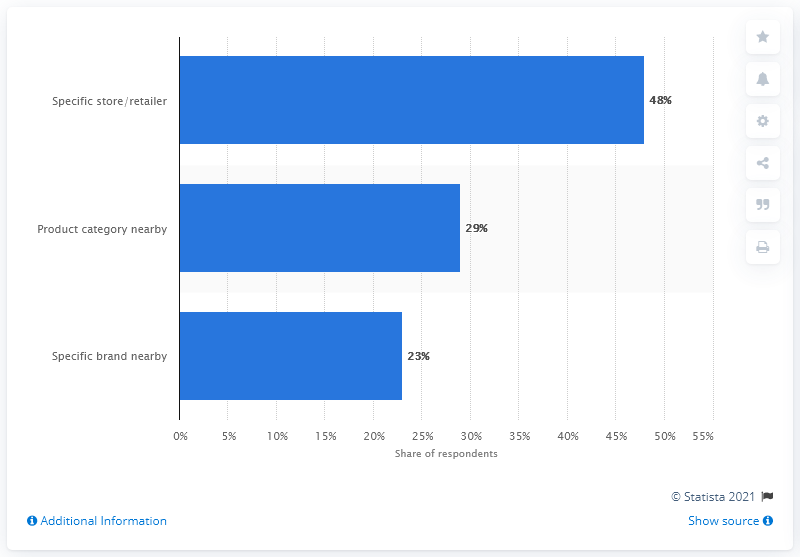 Specific store/retailer
48%
Product category nearby
29%
Specific brand nearby
23%
0% 5% 10% 15% 20% 25% 30% 35% 40% 45% 50% 55%
Share of respondents
© Statista 2021
Additional Information
Show source